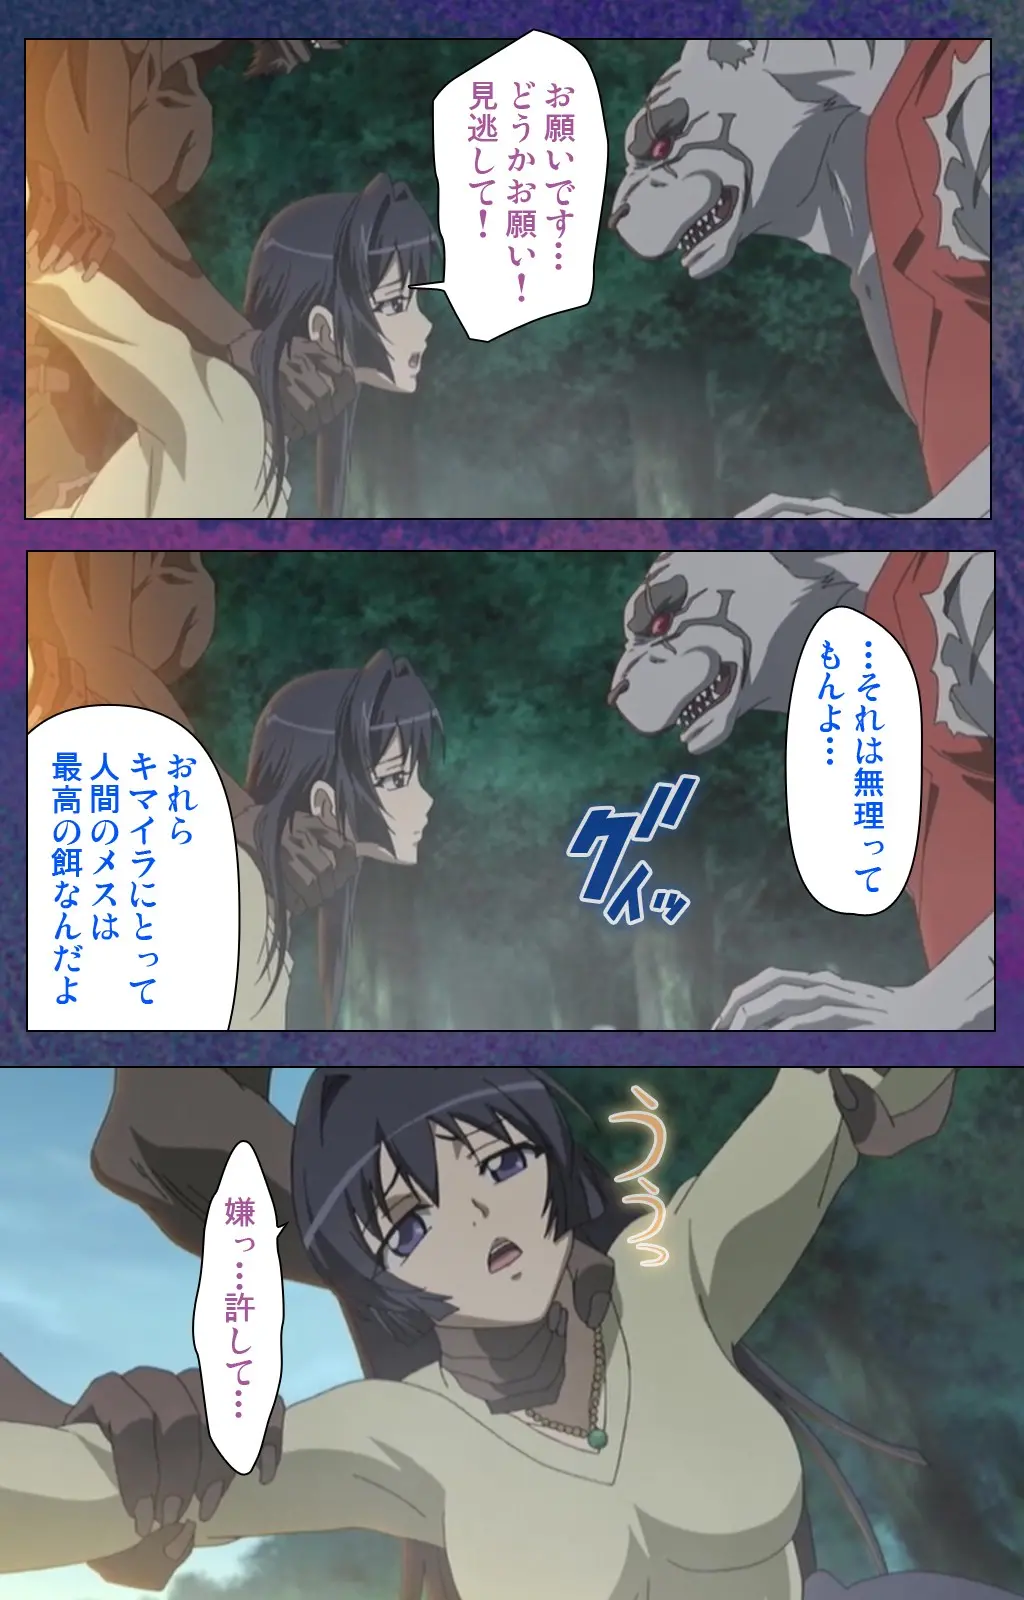 お願いです…
どうかお願い！
見逃して！
…それは無理って
もんよ…
グイッ
グイッ
おれら
キマイラにとって
人間のメスは
最高の餌なんだよ
ううっ
嫌っ…許して…